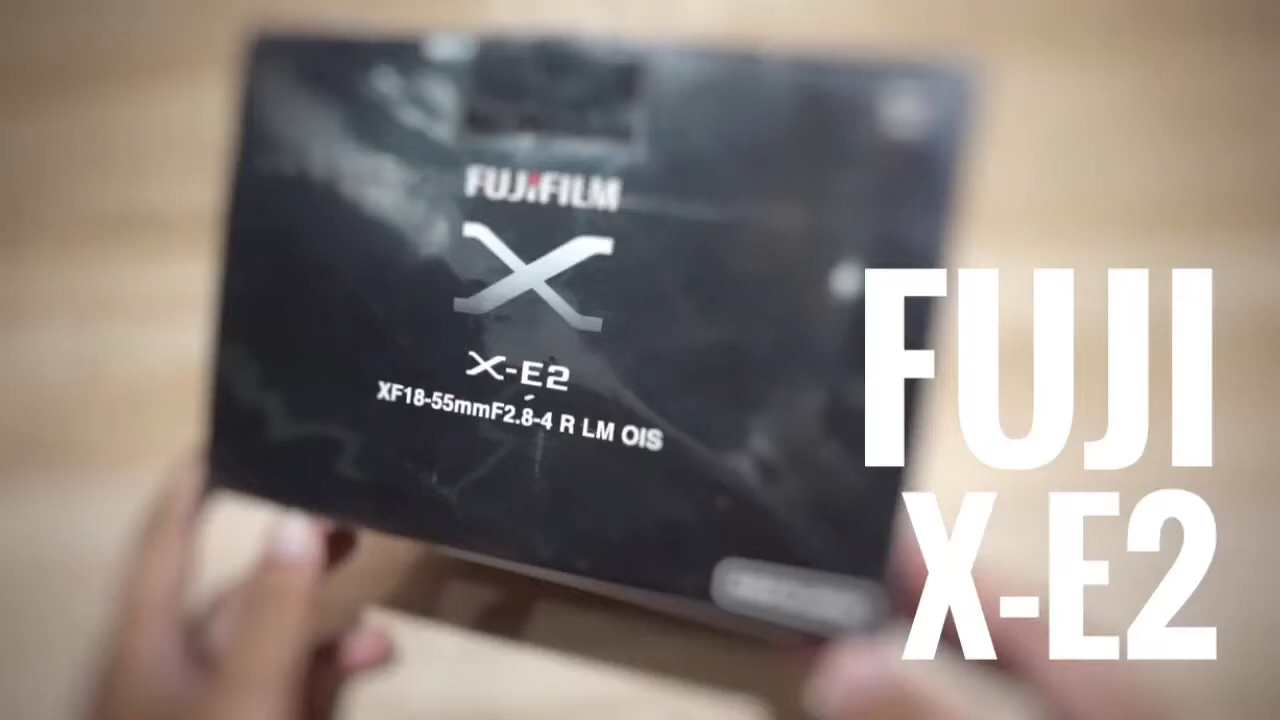 FUJIFILM
X
X-E2
XF18-55mmF2.8-4 R LM OIS
FUJI
X-E2